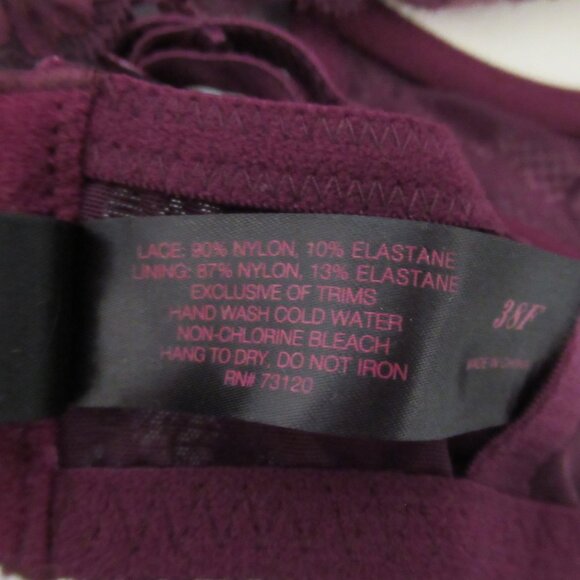 LACE: 90% NYLON, 10% ELASTANE
LINING: 87% NYLON, 13% ELASTANE
EXCLUSIVE OF TRIMS
HAND WASH COLD WATER
NON-CHLORINE BLEACH
HANG TO DRY, DO NOT IRON
RN# 73120
38F
MADE IN CHINA